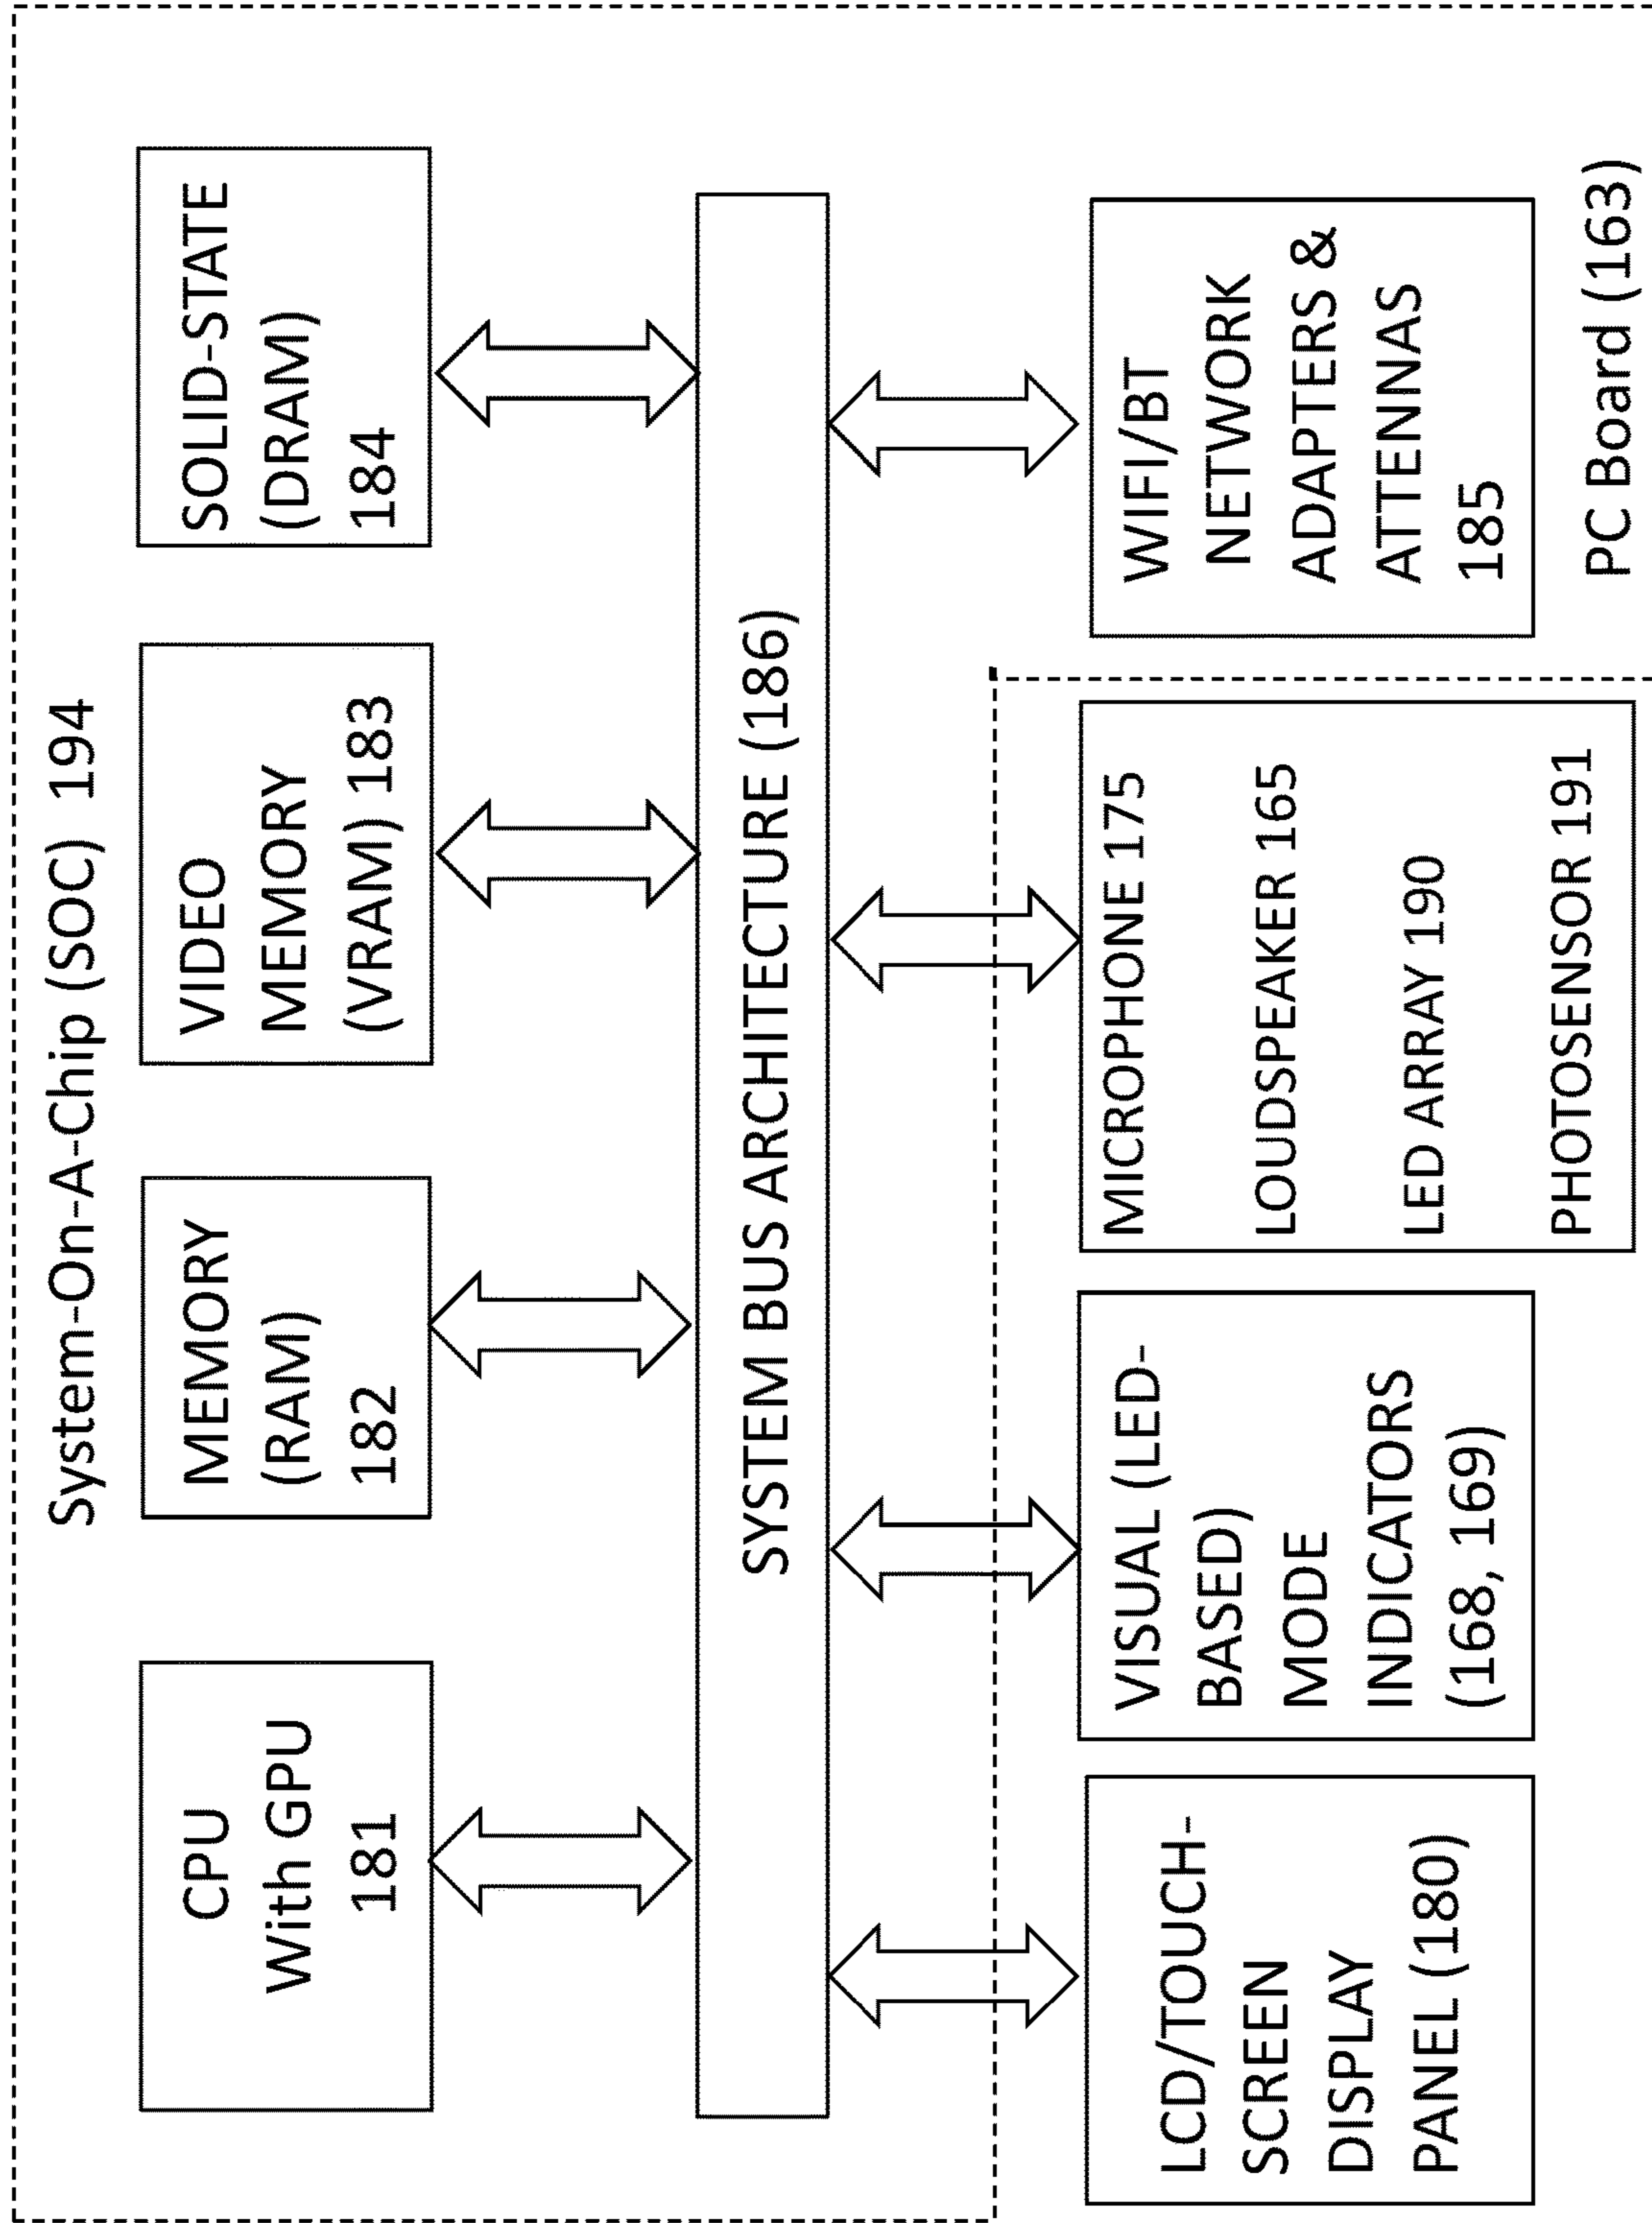 System-On-A-Chip (SOC) 194
CPU
With GPU
181
MEMORY
(RAM)
182
VIDEO
MEMORY
(VRAM) 183
SOLID-STATE
(DRAM)
184
SYSTEM BUS ARCHITECTURE (186)
LCD/TOUCH-
SCREEN
DISPLAY
PANEL (180)
VISUAL (LED-
BASED)
MODE
INDICATORS
(168, 169)
MICROPHONE 175
LOUDSPEAKER 165
LED ARRAY 190
PHOTOSENSOR 191
WIFI/BT
NETWORK
ADAPTERS &
ATTENNAS
185
PC Board (163)